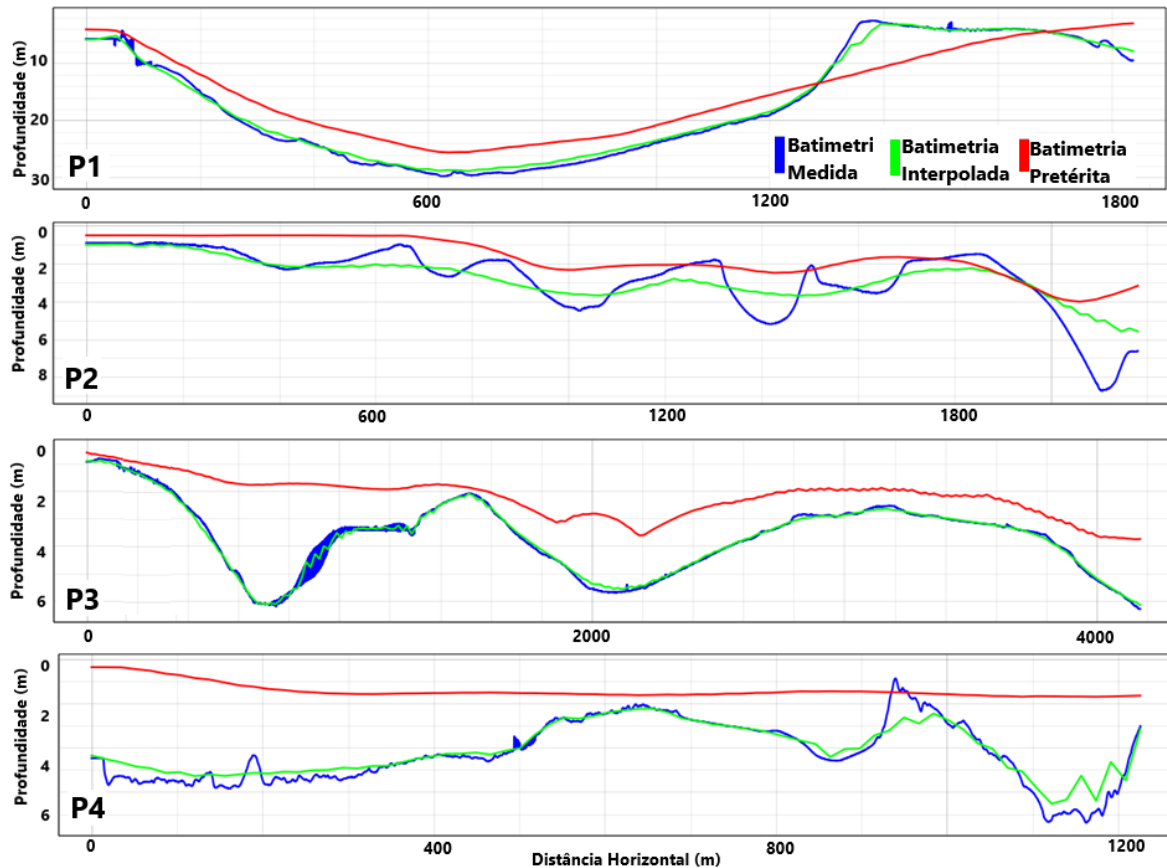 Profundidade (m)
10
20
30
P1
Batimetri
Medida
Batimetria
Interpolada
Batimetria
Pretérita
0
600
1200
1800
Profundidade (m)
0
2
4
6
8
P2
0
600
1200
1800
Profundidade (m)
0
2
4
6
P3
0
2000
4000
Profundidade (m)
0
2
4
6
P4
0
400
800
1200
Distância Horizontal (m)